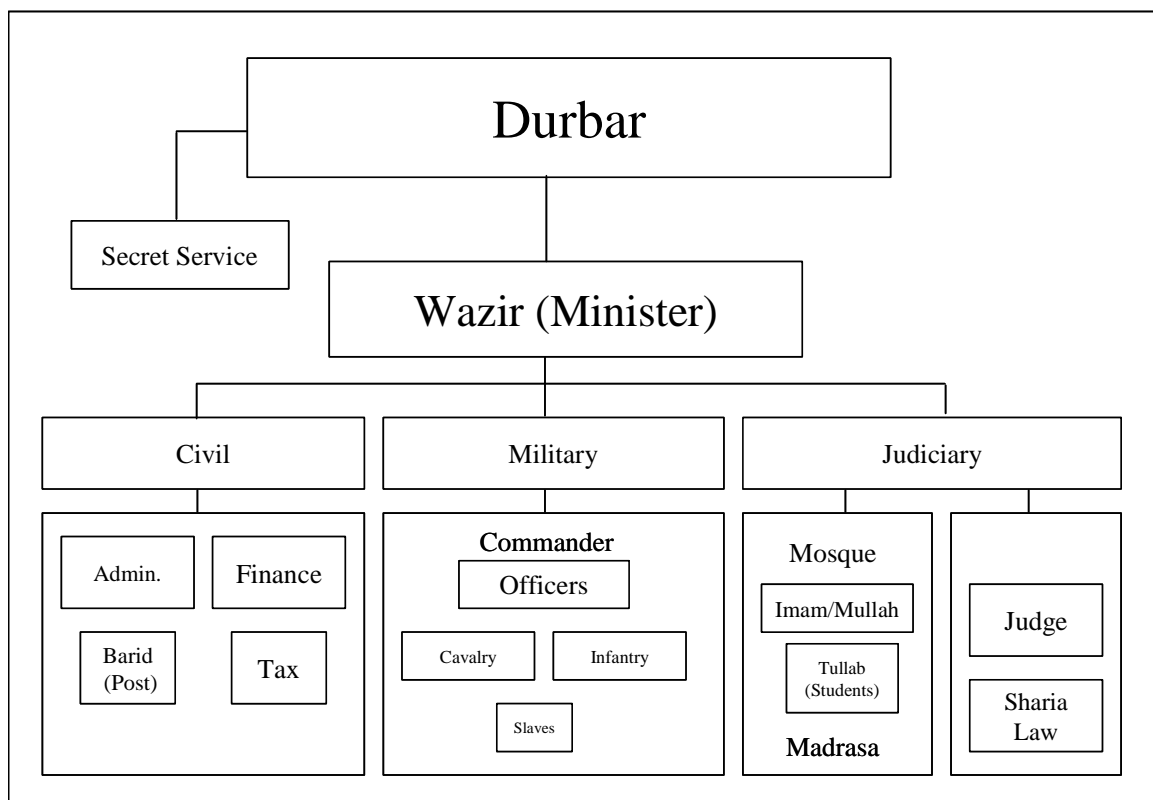 Durbar
Secret Service
Wazir (Minister)
Civil
Military
Judiciary
Admin.
Finance
Barid
(Post)
Tax
Commander
Officers
Cavalry
Infantry
Slaves
Mosque
Imam/Mullah
Tullab
(Students)
Madrasa
Judge
Sharia
Law